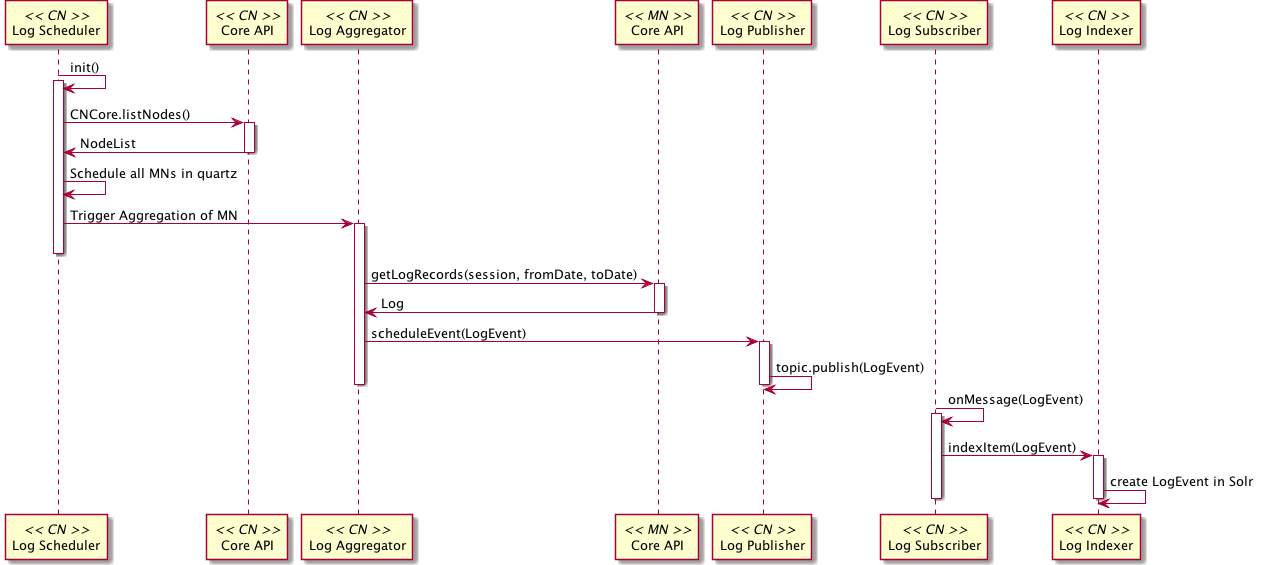 << CN >>
Log Scheduler
<< CN >>
Core API
<< CN >>
Log Aggregator
<< MN >>
Core API
<< CN >>
Log Publisher
<< CN >>
Log Subscriber
<< CN >>
Log Indexer
init()
CNCore.listNodes()
NodeList
Schedule all MNs in quartz
Trigger Aggregation of MN
getLogRecords(session, fromDate, toDate)
Log
scheduleEvent(LogEvent)
topic.publish(LogEvent)
onMessage(LogEvent)
indexItem(LogEvent)
create LogEvent in Solr
<< CN >>
Log Scheduler
<< CN >>
Core API
<< CN >>
Log Aggregator
<< MN >>
Core API
<< CN >>
Log Publisher
<< CN >>
Log Subscriber
<< CN >>
Log Indexer